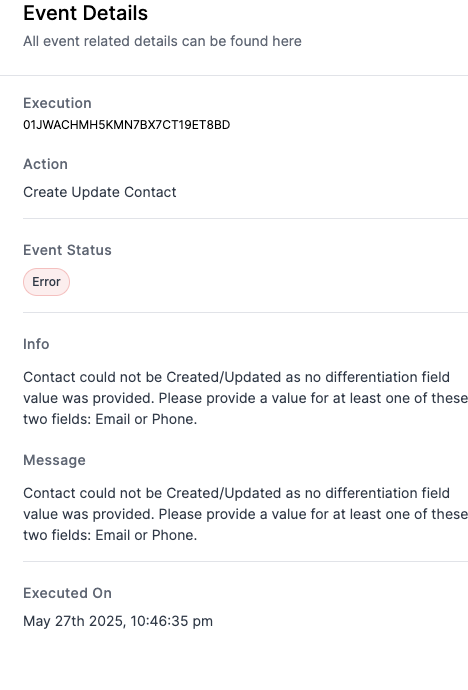 Event Details
All event related details can be found here
Execution
01JWACHMH5KMN7BX7CT19ET8BD
Action
Create Update Contact
Event Status
Error
Info
Contact could not be Created/Updated as no differentiation field
value was provided. Please provide a value for at least one of these
two fields: Email or Phone.
Message
Contact could not be Created/Updated as no differentiation field
value was provided. Please provide a value for at least one of these
two fields: Email or Phone.
Executed On
May 27th 2025, 10:46:35 pm